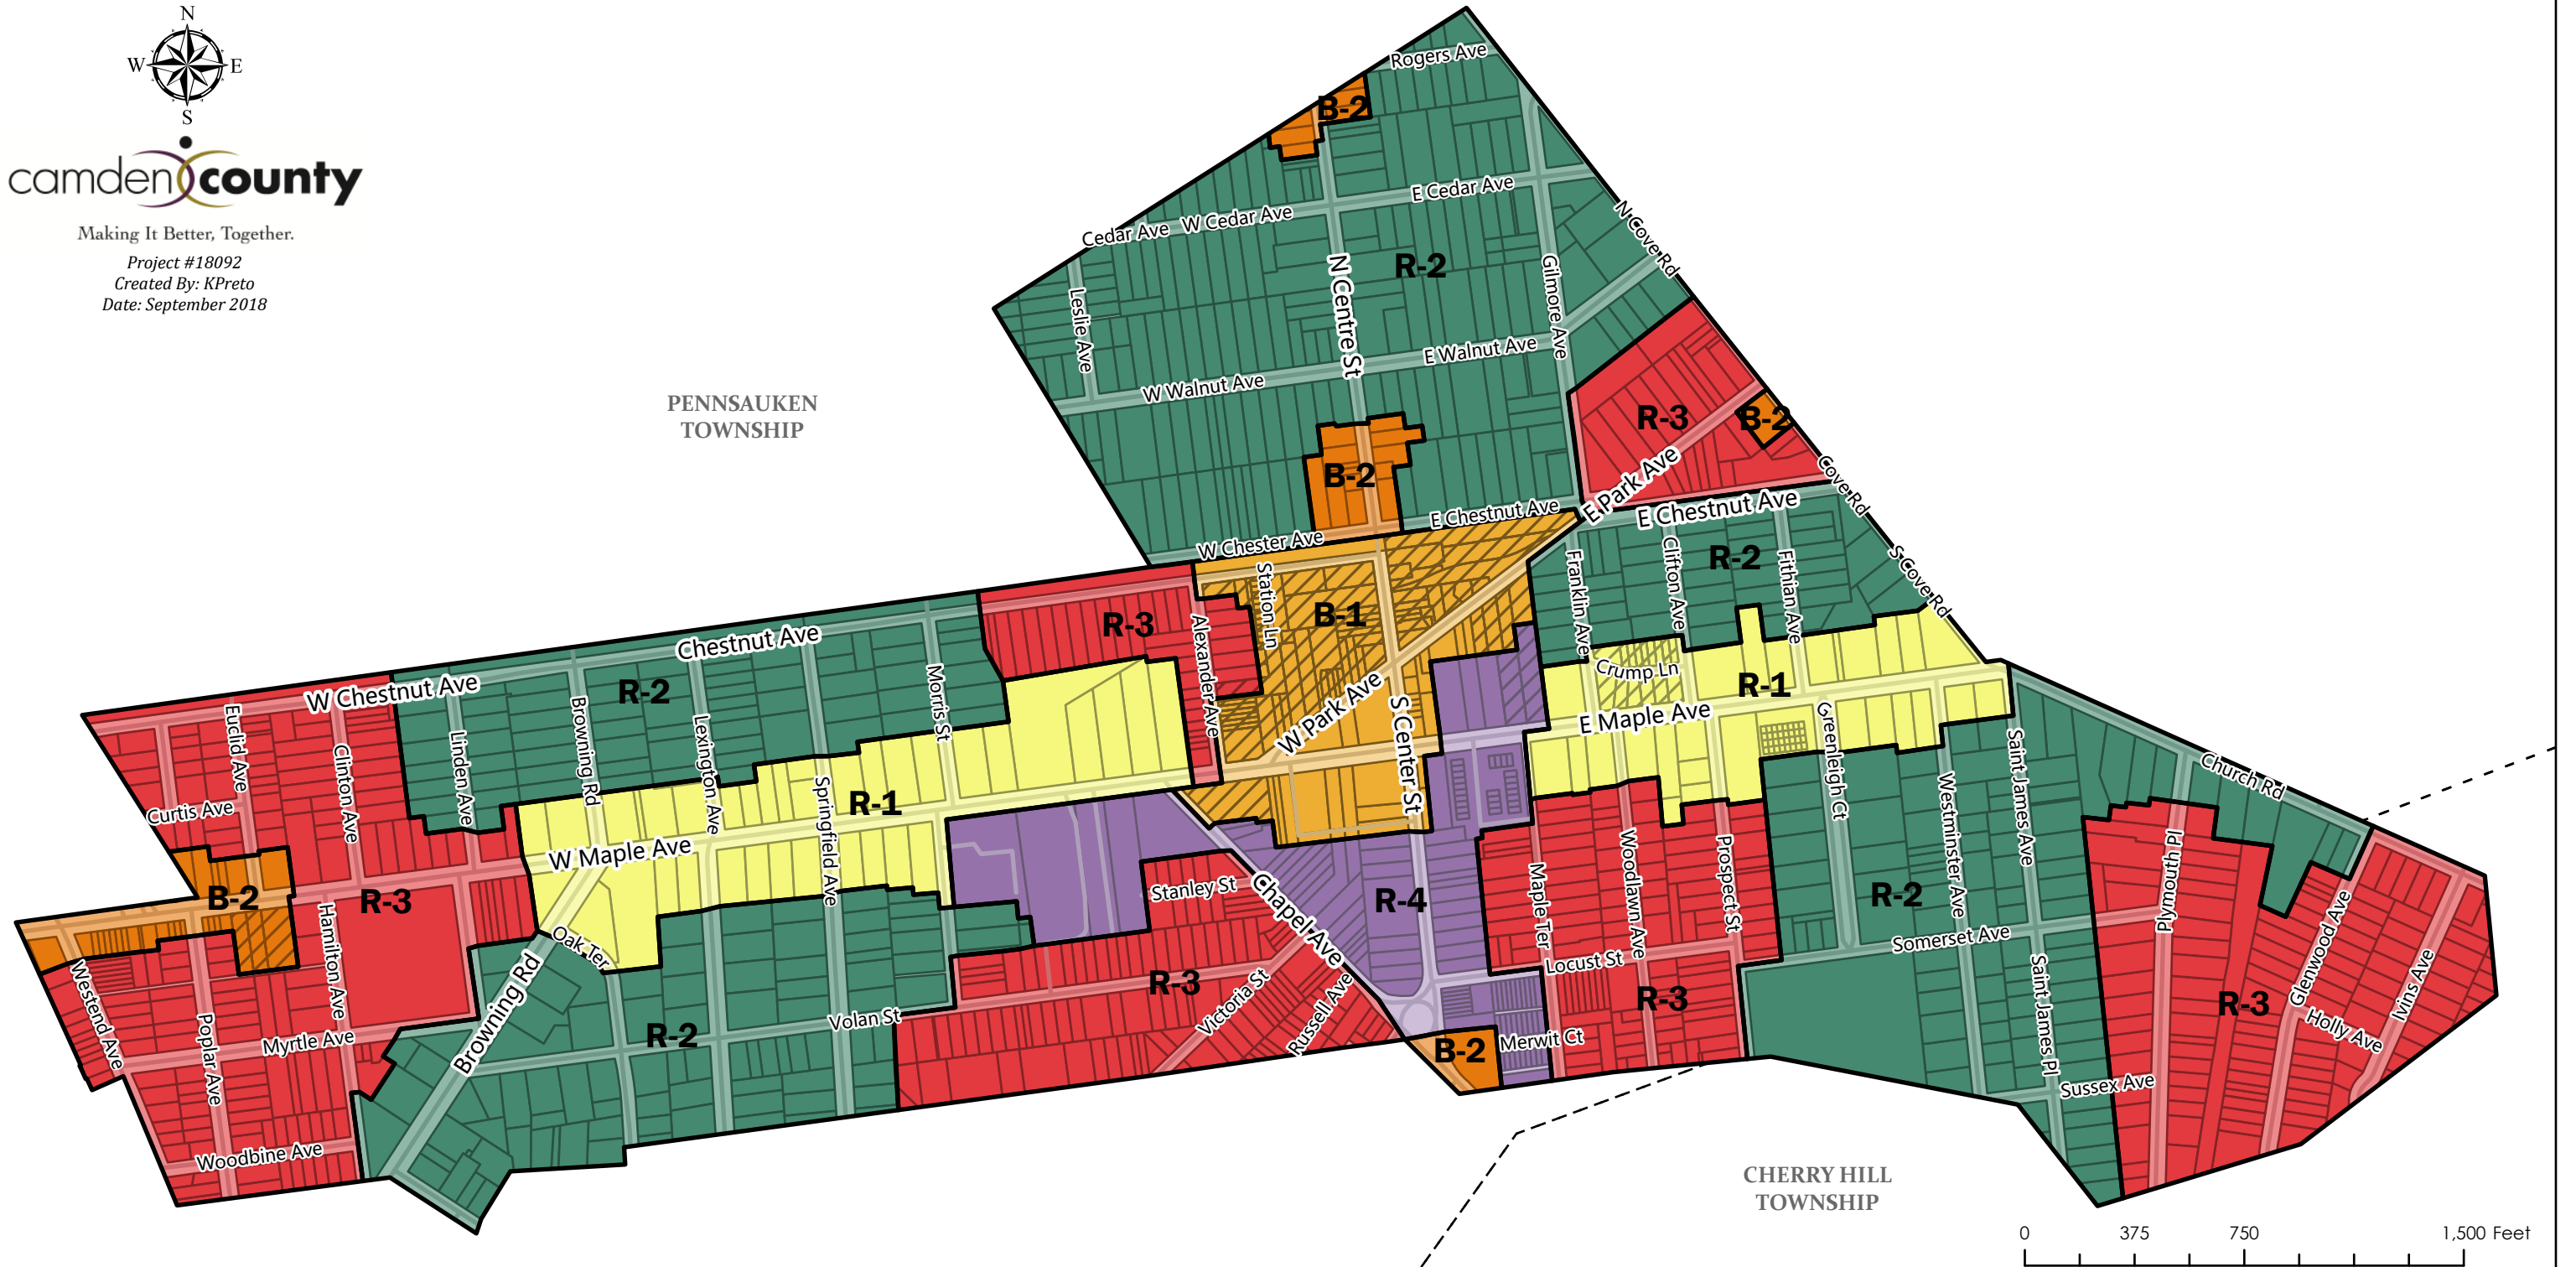 N
W E
S
camden county
Making It Better, Together.
Project #18092
Created By: KPreto
Date: September 2018
PENNSAUKEN
TOWNSHIP
Rogers Ave
B-2
E Cedar Ave
W Cedar Ave
Cedar Ave
N Cove Rd
R-2
N Centre St
Gilmore Ave
Leslie Ave
E Walnut Ave
W Walnut Ave
R-3
B-2
B-2
E Park Ave
Cove Rd
E Chestnut Ave
E Chestnut Ave
W Chester Ave
S Cove Rd
R-2
Franklin Ave
Clifton Ave
Fithian Ave
Station Ln
B-1
R-3
Alexander Ave
Chestnut Ave
Morris St
W Chestnut Ave
R-2
Crump Ln
R-1
E Maple Ave
W Park Ave
S Center St
Greenleigh Ct
Saint James Ave
Church Rd
Euclid Ave
Clinton Ave
Linden Ave
Browning Rd
Lexington Ave
Springfield Ave
R-1
Curtis Ave
W Maple Ave
B-2
R-3
Stanley St
Chapel Ave
R-4
Maple Ter
Woodlawn Ave
Prospect St
R-2
Westminster Ave
Plymouth Pl
Glenwood Ave
Ivins Ave
Oak Ter
Hamilton Ave
Browning Rd
Westend Ave
Poplar Ave
Myrtle Ave
R-2
Volan St
R-3
Victoria St
Russell Ave
Locust St
R-3
Somerset Ave
Saint James Pl
R-3
Holly Ave
B-2
Merwit Ct
Sussex Ave
Woodbine Ave
CHERRY HILL
TOWNSHIP
0 375 750 1,500 Feet